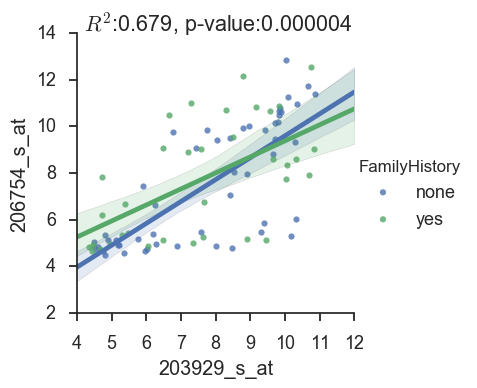 R²:0.679, p-value:0.000004
14
12
10
8
6
4
2
206754_s_at
4 5 6 7 8 9 10 11 12
203929_s_at
FamilyHistory
none
yes